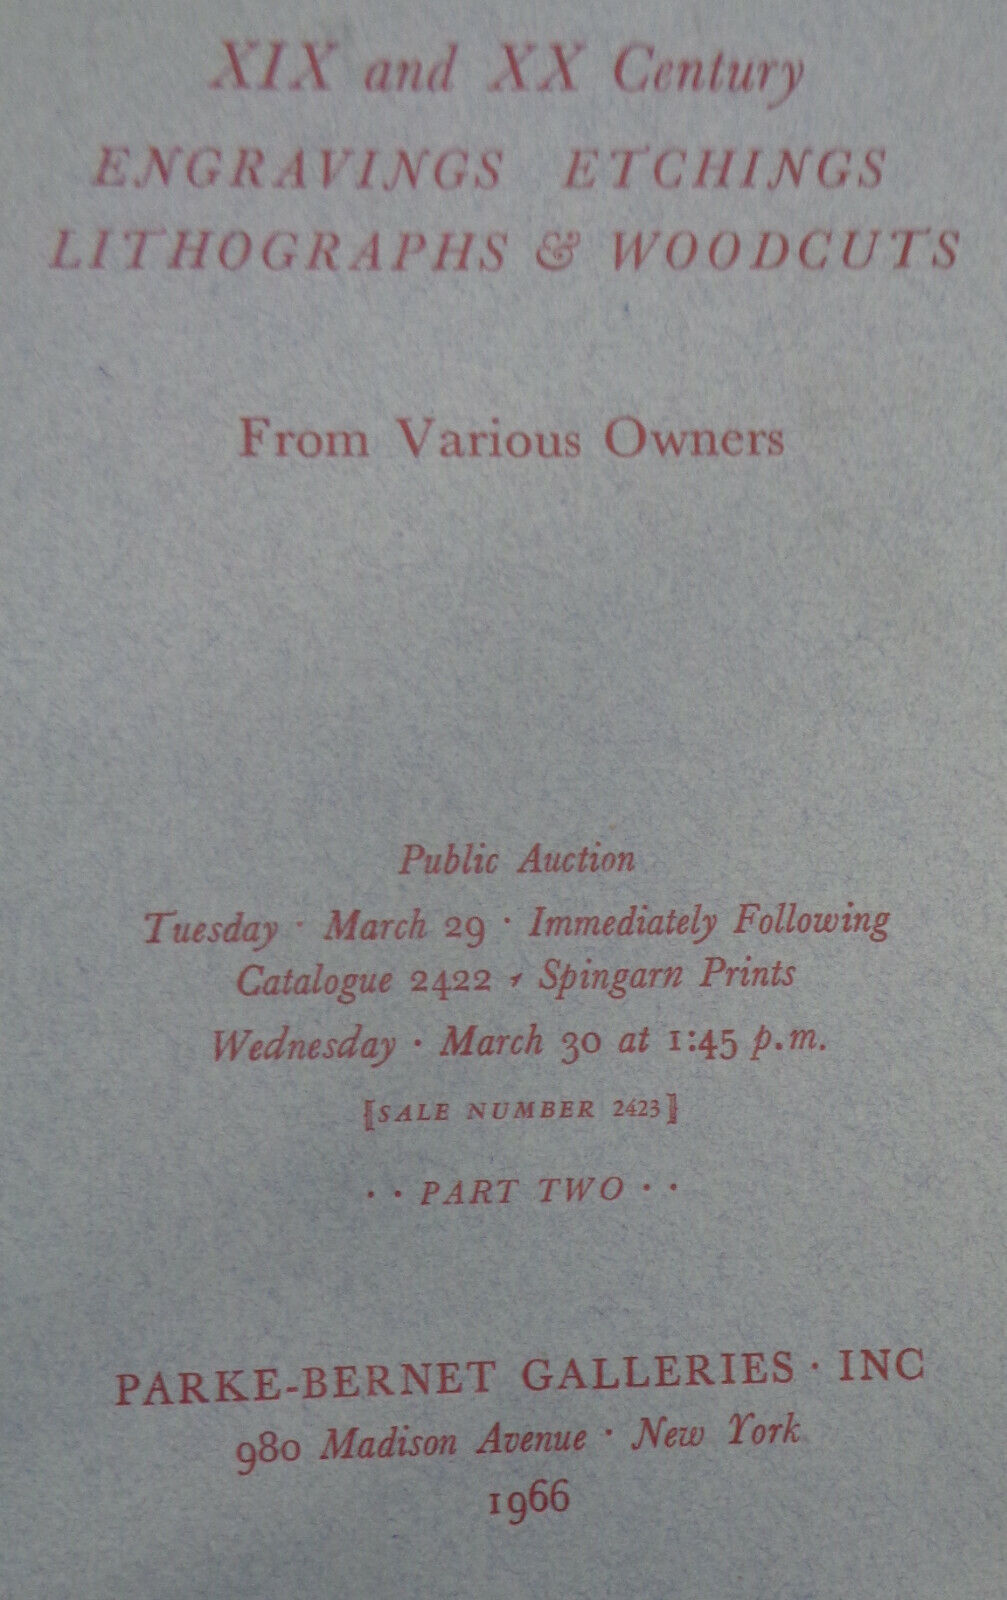 XIX and XX Century
ENGRAVINGS ETCHINGS
LITHOGRAPHS & WOODCUTS
From Various Owners
Public Auction
Tuesday · March 29 · Immediately Following
Catalogue 2422 · Spingarn Prints
Wednesday · March 30 at 1:45 p.m.
[SALE NUMBER 2423]
· · PART TWO · ·
PARKE-BERNET GALLERIES · INC
980 Madison Avenue · New York
1966